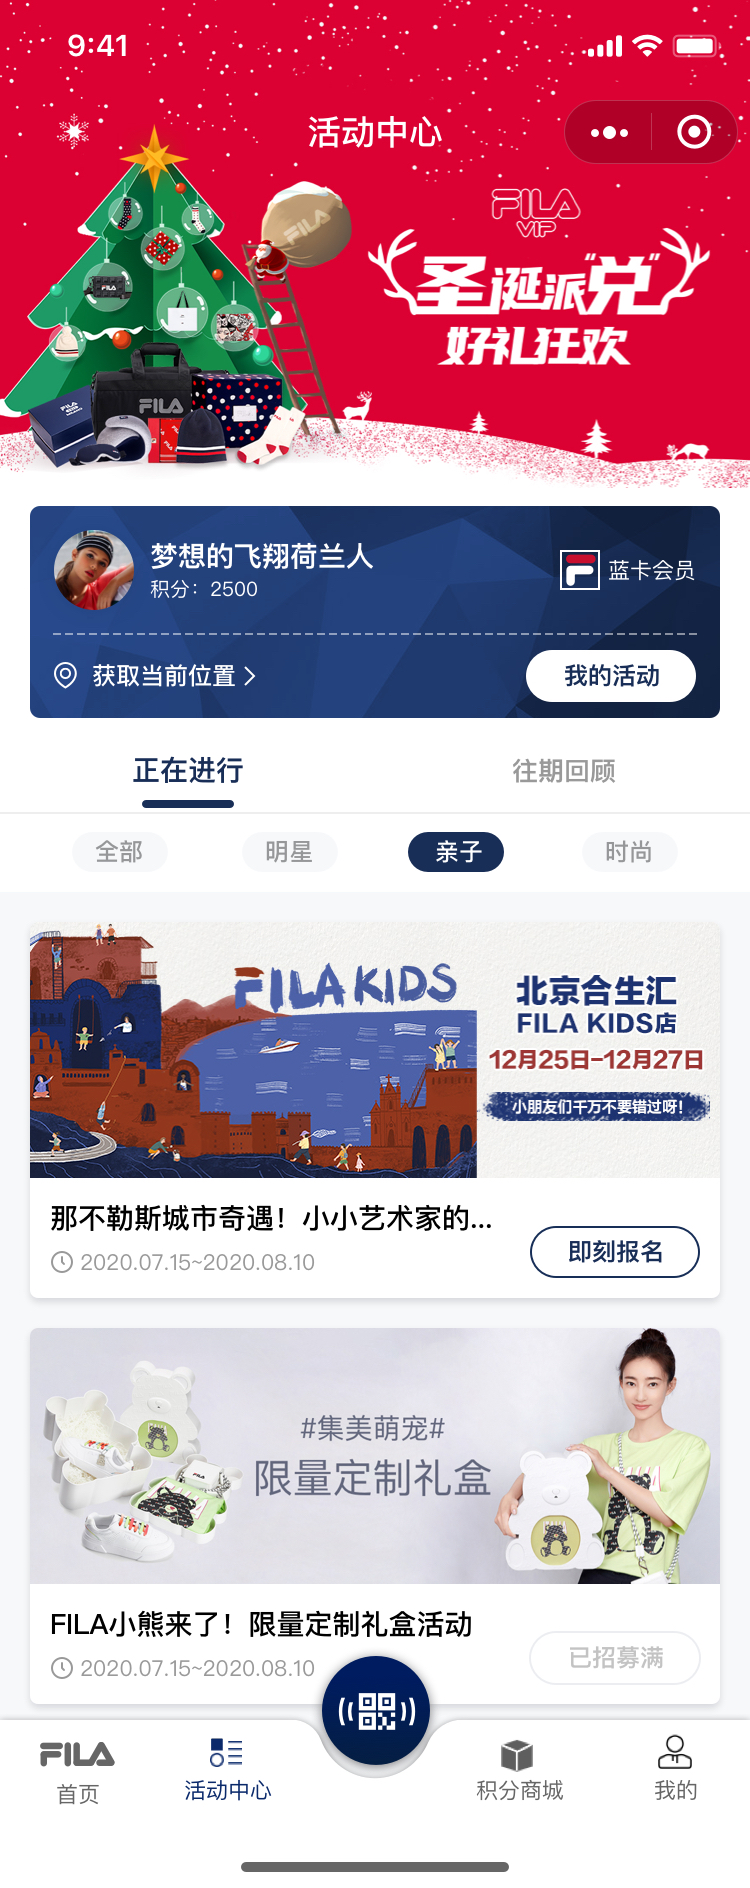 9:41
活动中心
FILA
VIP
FILA
圣诞派“兑”
好礼狂欢
FILA
FILA
FILA
梦想的飞翔荷兰人
积分：2500
蓝卡会员
获取当前位置
我的活动
正在进行
往期回顾
全部
明星
亲子
时尚
FILA KIDS
北京合生汇
FILA KIDS店
12月25日-12月27日
小朋友们千万不要错过呀！
那不勒斯城市奇遇！小小艺术家的...
2020.07.15~2020.08.10
即刻报名
#集美萌宠#
限量定制礼盒
FILA
FILA小熊来了！限量定制礼盒活动
2020.07.15~2020.08.10
已招募满
FILA
首页
活动中心
积分商城
我的